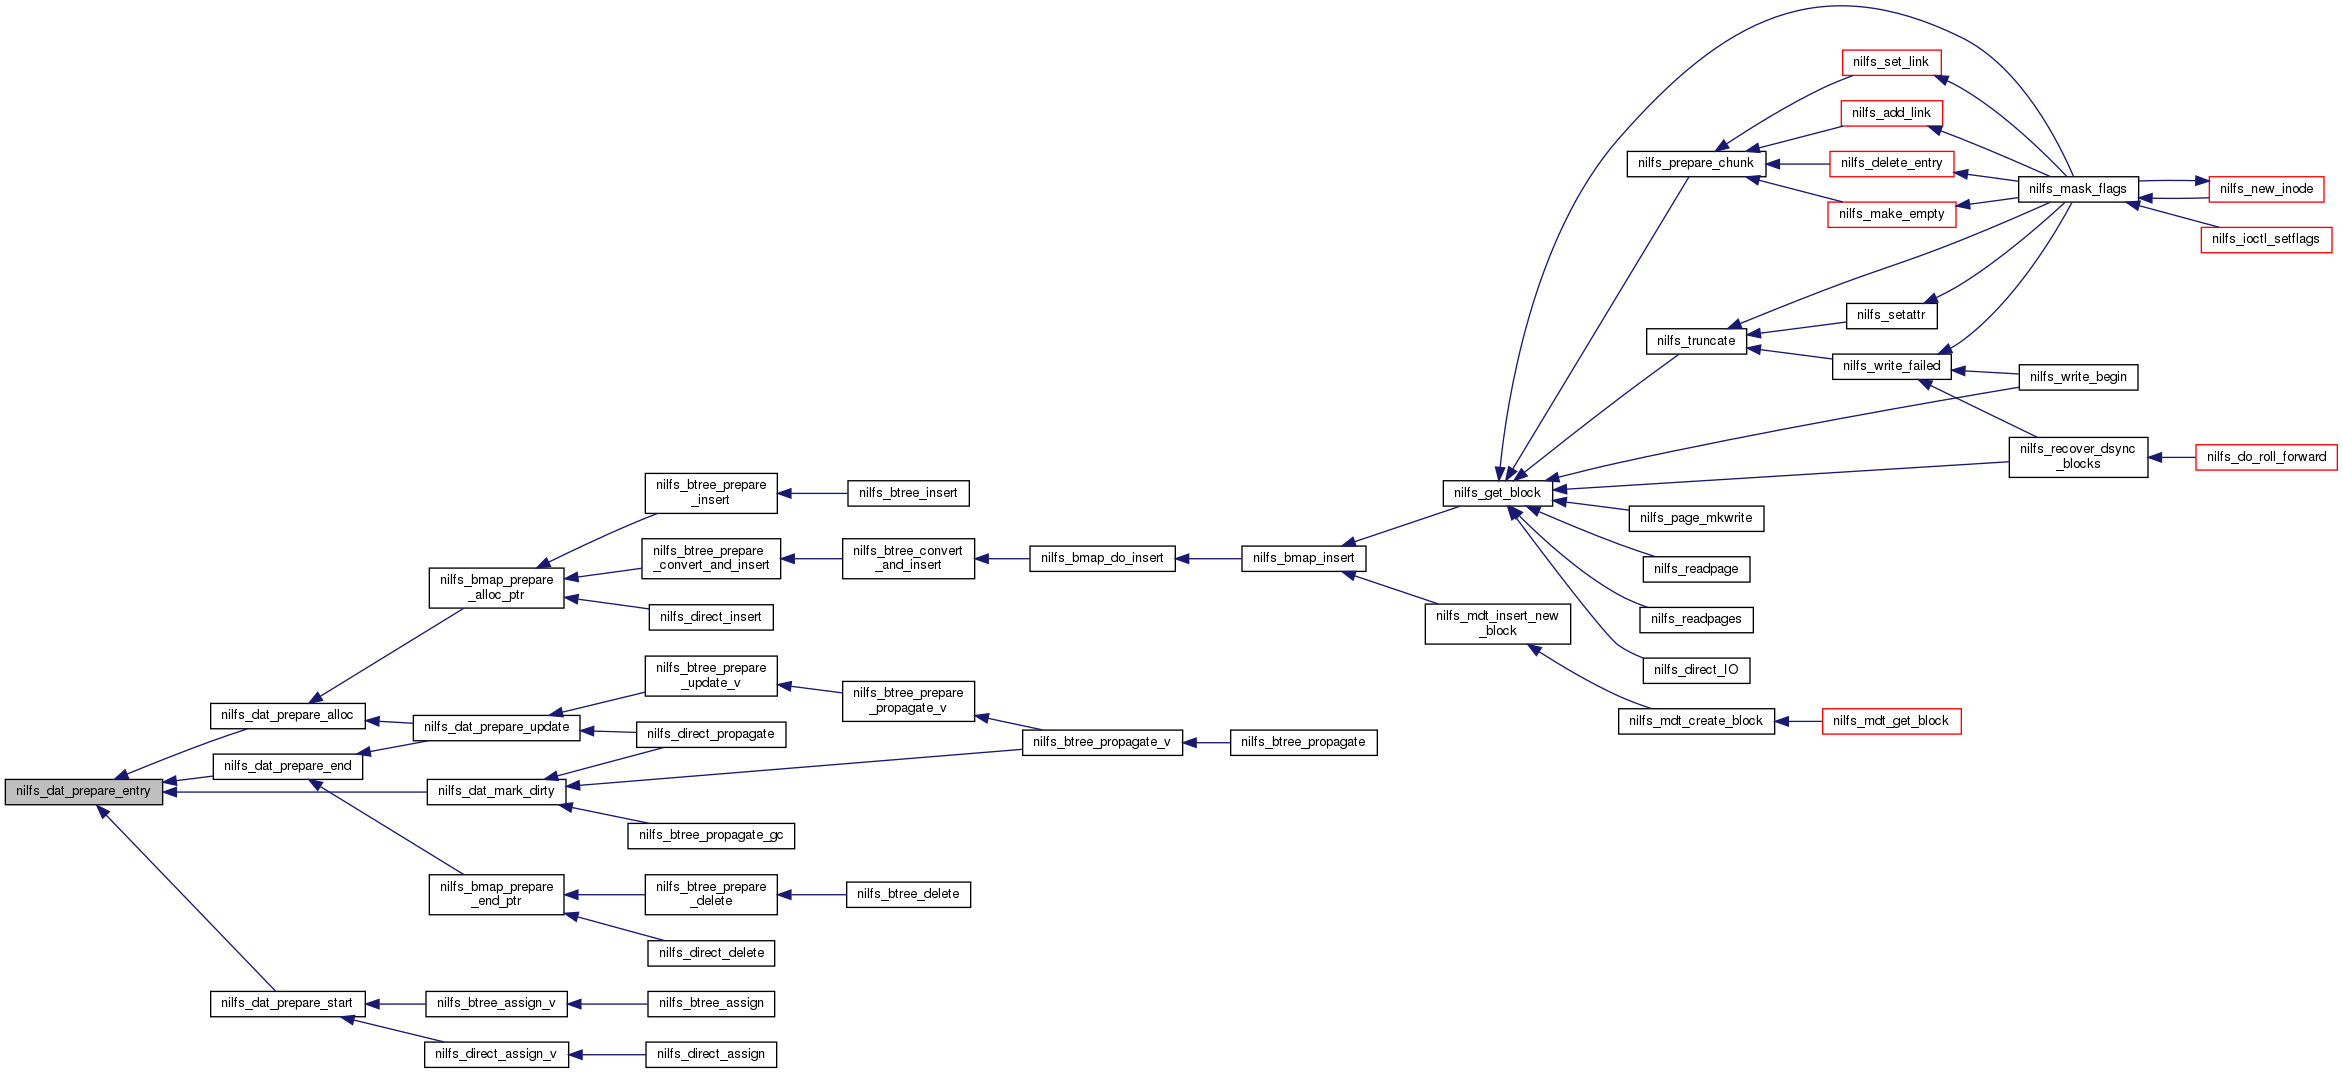 nilfs_set_link
nilfs_add_link
nilfs_prepare_chunk
nilfs_delete_entry
nilfs_mask_flags
nilfs_new_inode
nilfs_make_empty
nilfs_ioctl_setflags
nilfs_setattr
nilfs_truncate
nilfs_write_failed
nilfs_write_begin
nilfs_recover_dsync
_blocks
nilfs_do_roll_forward
nilfs_btree_prepare
_insert
nilfs_btree_insert
nilfs_get_block
nilfs_page_mkwrite
nilfs_btree_prepare
_convert_and_insert
nilfs_btree_convert
_and_insert
nilfs_bmap_do_insert
nilfs_bmap_insert
nilfs_readpage
nilfs_bmap_prepare
_alloc_ptr
nilfs_direct_insert
nilfs_mdt_insert_new
_block
nilfs_readpages
nilfs_direct_IO
nilfs_btree_prepare
_update_v
nilfs_btree_prepare
_propagate_v
nilfs_dat_prepare_alloc
nilfs_dat_prepare_update
nilfs_direct_propagate
nilfs_btree_propagate_v
nilfs_btree_propagate
nilfs_mdt_create_block
nilfs_mdt_get_block
nilfs_dat_prepare_end
nilfs_dat_prepare_entry
nilfs_dat_mark_dirty
nilfs_btree_propagate_gc
nilfs_bmap_prepare
_end_ptr
nilfs_btree_prepare
_delete
nilfs_btree_delete
nilfs_direct_delete
nilfs_dat_prepare_start
nilfs_btree_assign_v
nilfs_btree_assign
nilfs_direct_assign_v
nilfs_direct_assign